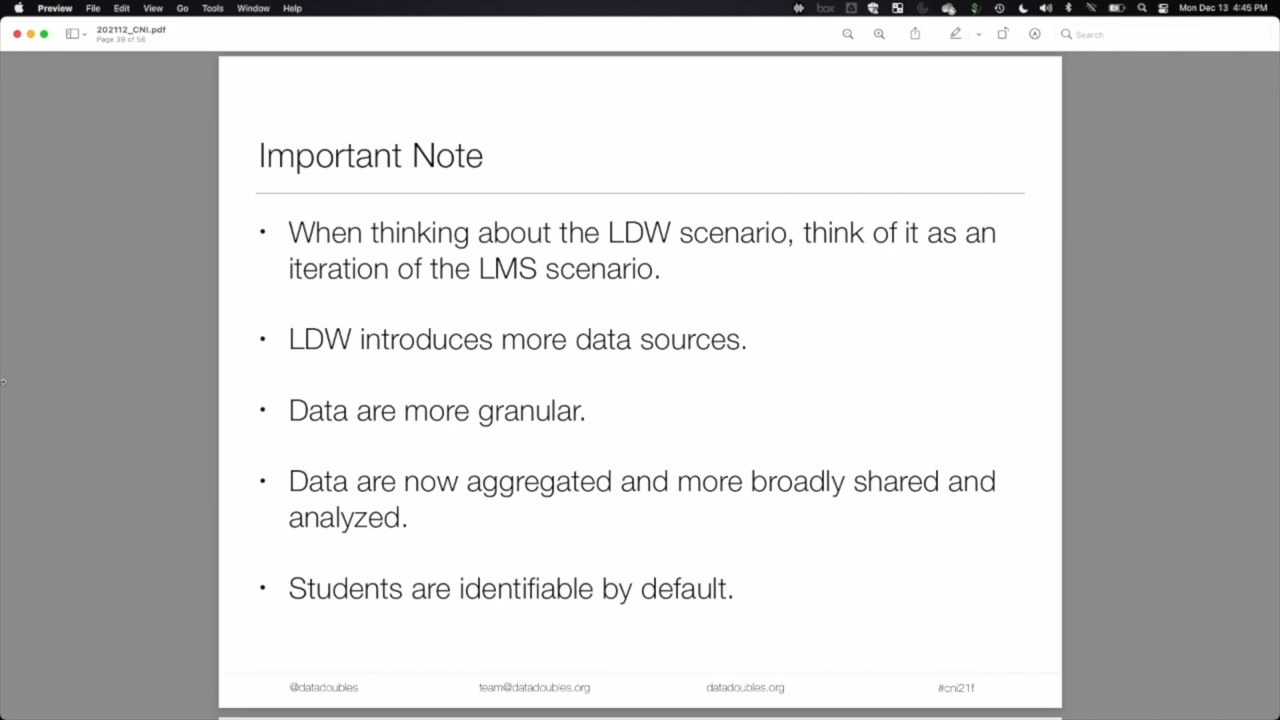 Preview File Edit View Go Tools Window Help box Mon Dec 13 4:45 PM
202112_CNI.pdf
Page 39 of 56
Search
Important Note
• When thinking about the LDW scenario, think of it as an
iteration of the LMS scenario.
• LDW introduces more data sources.
• Data are more granular.
• Data are now aggregated and more broadly shared and
analyzed.
• Students are identifiable by default.
@datadoubles team@datadoubles.org datadoubles.org #cni21f